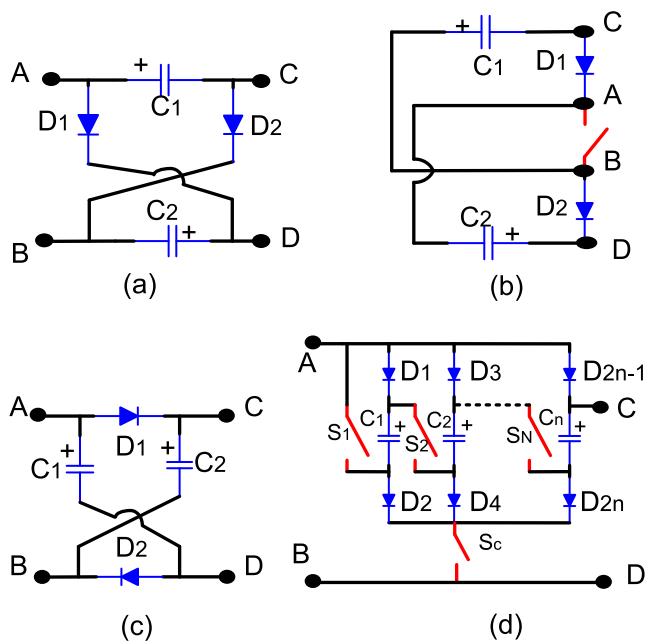 A + C1 C
D1 D2
B C2 + D
(a)
+ C1 C
D1
A
B
D2
C2 + D
(b)
A D1 C
+ C1 + C2
D2
B D
(c)
A
D1 D3 D2n-1
S1 C1 + S2 C2 + SN Cn + C
D2 D4 D2n
Sc
B D
(d)